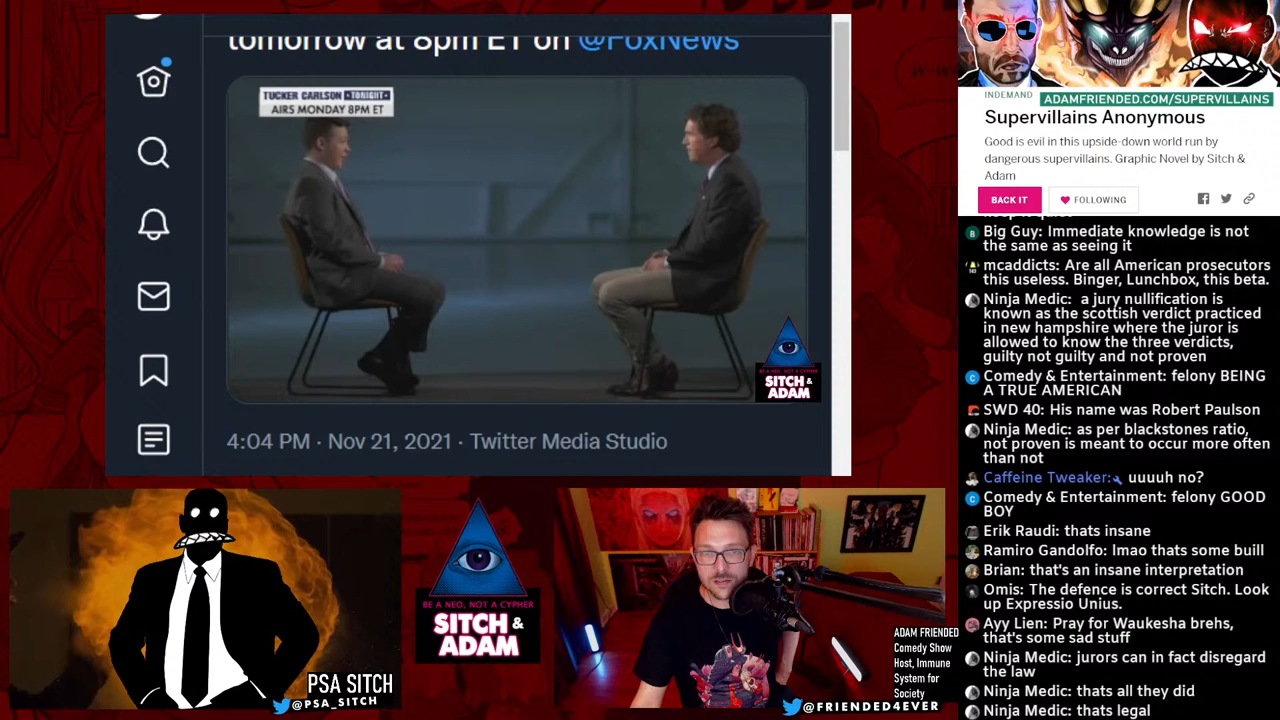 tomorrow at 8pm ET on @FoxNews
TUCKER CARLSON TONIGHT
AIRS MONDAY 8PM ET
BE A NEO, NOT A CYPHER
SITCH &
ADAM
4:04 PM · Nov 21, 2021 · Twitter Media Studio
INDEMAND
ADAMFRIENDED.COM/SUPERVILLAINS
Supervillains Anonymous
Good is evil in this upside-down world run by
dangerous supervillains. Graphic Novel by Sitch &
Adam
BACK IT
FOLLOWING
Big Guy: Immediate knowledge is not
the same as seeing it
mcaddicts: Are all American prosecutors
this useless. Binger, Lunchbox, this beta.
Ninja Medic: a jury nullification is
known as the scottish verdict practiced
in new hampshire where the juror is
allowed to know the three verdicts,
guilty not guilty and not proven
Comedy & Entertainment: felony BEING
A TRUE AMERICAN
SWD 40: His name was Robert Paulson
Ninja Medic: as per blackstones ratio,
not proven is meant to occur more often
than not
Caffeine Tweaker: uuuuh no?
Comedy & Entertainment: felony GOOD
BOY
Erik Raudi: thats insane
Ramiro Gandolfo: lmao thats some buill
Brian: that's an insane interpretation
Omis: The defence is correct Sitch. Look
up Expressio Unius.
Ayy Lien: Pray for Waukesha brehs,
that's some sad stuff
Ninja Medic: jurors can in fact disregard
the law
Ninja Medic: thats all they did
Ninja Medic: thats legal
PSA SITCH
@PSA_SITCH
BE A NEO, NOT A CYPHER
SITCH &
ADAM
ADAM FRIENDED
Comedy Show
Host, Immune
System for
Society
@FRIENDED4EVER